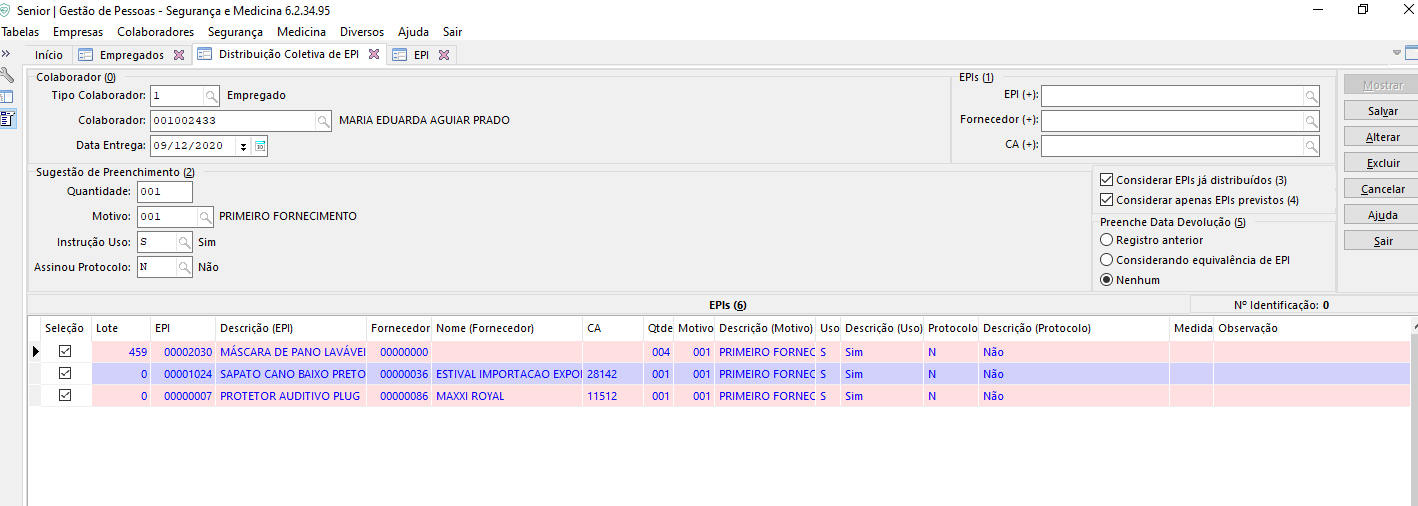 Senior | Gestão de Pessoas - Segurança e Medicina 6.2.34.95
Tabelas Empresas Colaboradores Segurança Medicina Diversos Ajuda Sair
Início Empregados Distribuição Coletiva de EPI EPI
Colaborador (0) EPIs (1)
Tipo Colaborador: 1 Empregado EPI (+): Mostrar
Colaborador: 001002433 MARIA EDUARDA AGUIAR PRADO Fornecedor (+): Salvar
Data Entrega: 09/12/2020 CA (+): Alterar
Sugestão de Preenchimento (2) Excluir
Quantidade: 001 Considerar EPIs já distribuídos (3) Cancelar
Motivo: 001 PRIMEIRO FORNECIMENTO Considerar apenas EPIs previstos (4) Ajuda
Preenche Data Devolução (5)
Instrução Uso: S Sim Registro anterior Sair
Assinou Protocolo: N Não Considerando equivalência de EPI
Nenhum
EPIs (6) Nº Identificação: 0
Seleção Lote EPI Descrição (EPI) Fornecedor Nome (Fornecedor) CA Qtde Motivo Descrição (Motivo) Uso Descrição (Uso) Protocolo Descrição (Protocolo) Medida Observação
459 00002030 MÁSCARA DE PANO LAVÁVEI 00000000 004 001 PRIMEIRO FORNEC S Sim N Não
0 00001024 SAPATO CANO BAIXO PRETO 00000036 ESTIVAL IMPORTACAO EXPO 28142 001 001 PRIMEIRO FORNEC S Sim N Não
0 00000007 PROTETOR AUDITIVO PLUG 00000086 MAXXI ROYAL 11512 001 001 PRIMEIRO FORNEC S Sim N Não